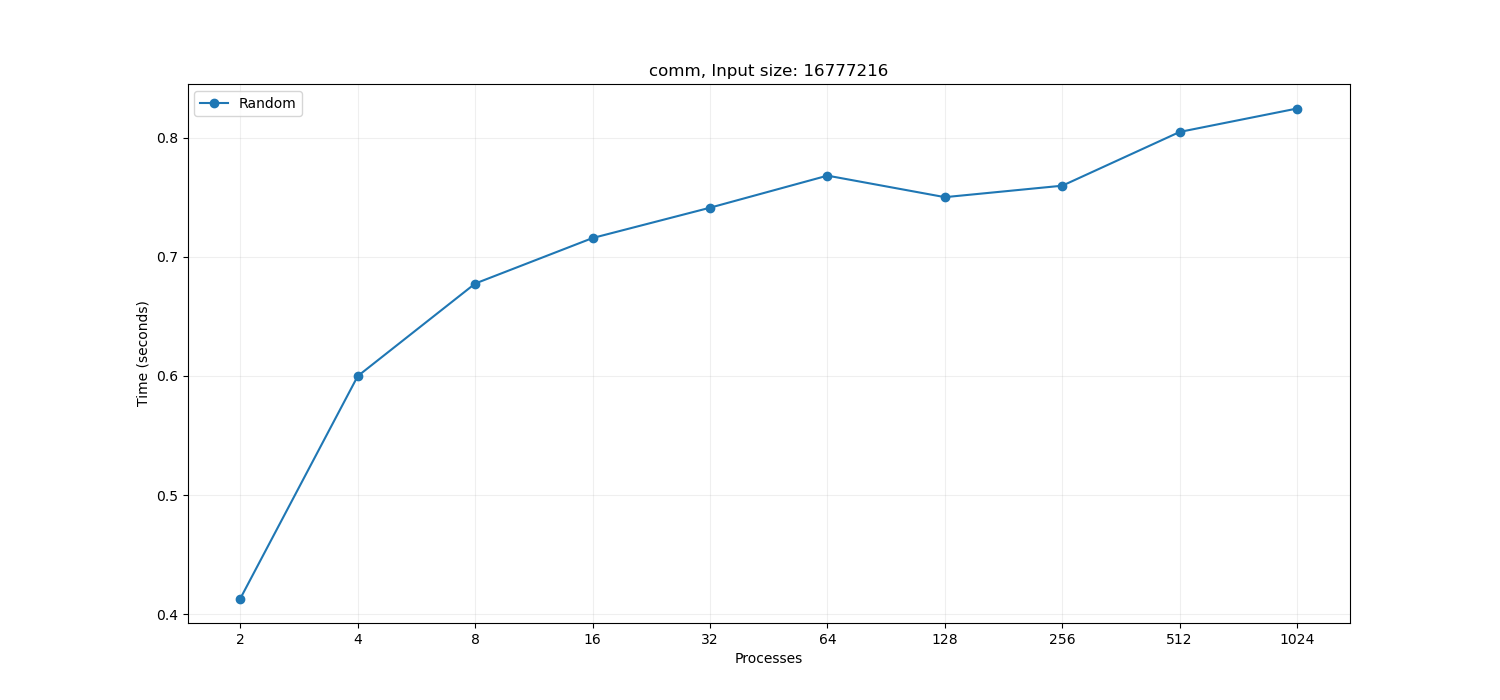 comm, Input size: 16777216
Random
Time (seconds)
0.8
0.7
0.6
0.5
0.4
2 4 8 16 32 64 128 256 512 1024
Processes